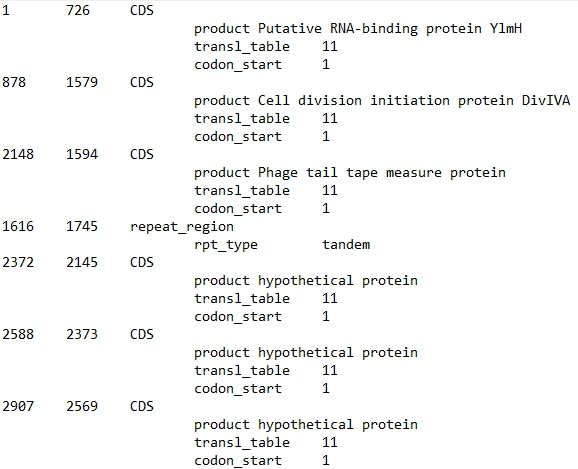 1 726 CDS
product Putative RNA-binding protein YlmH
transl_table 11
codon_start 1
878 1579 CDS
product Cell division initiation protein DivIVA
transl_table 11
codon_start 1
2148 1594 CDS
product Phage tail tape measure protein
transl_table 11
codon_start 1
1616 1745 repeat_region
rpt_type tandem
2372 2145 CDS
product hypothetical protein
transl_table 11
codon_start 1
2588 2373 CDS
product hypothetical protein
transl_table 11
codon_start 1
2907 2569 CDS
product hypothetical protein
transl_table 11
codon_start 1